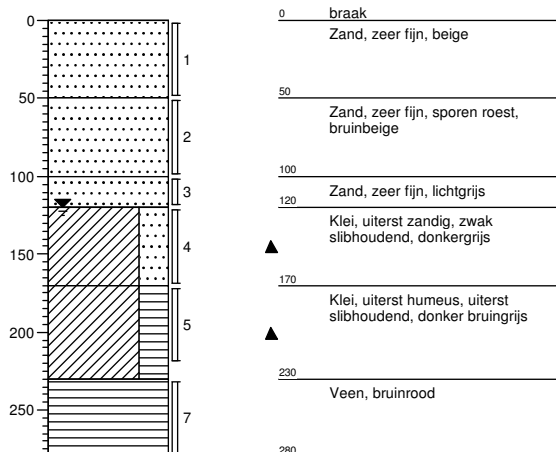 0
50
100
150
200
250
1
2
3
4
5
7
0 braak
Zand, zeer fijn, beige
50
Zand, zeer fijn, sporen roest,
bruinbeige
100
Zand, zeer fijn, lichtgrijs
120
Klei, uiterst zandig, zwak
slibhoudend, donkergrijs
170
Klei, uiterst humeus, uiterst
slibhoudend, donker bruingrijs
230
Veen, bruinrood
280